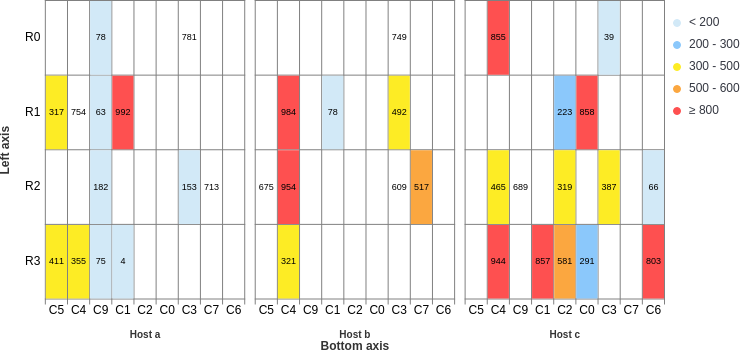 R0 78 781 749 855 39
R1 317 754 63 992 984 78 492 223 858
R2 182 153 713 675 954 609 517 465 689 319 387 66
R3 411 355 75 4 321 944 857 581 291 803
C5 C4 C9 C1 C2 C0 C3 C7 C6 C5 C4 C9 C1 C2 C0 C3 C7 C6 C5 C4 C9 C1 C2 C0 C3 C7 C6
Host a Host b Host c
Bottom axis
Left axis
< 200
200 - 300
300 - 500
500 - 600
≥ 800